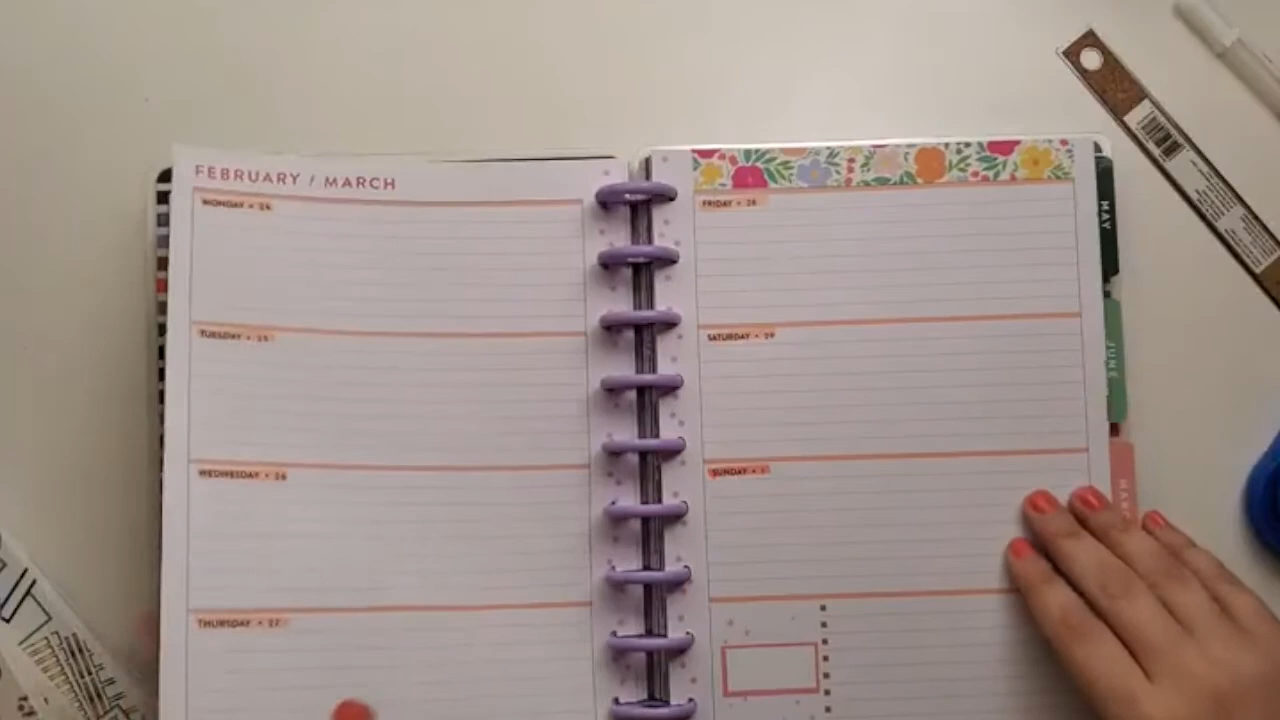 FEBRUARY / MARCH
MONDAY • 24
TUESDAY • 25
WEDNESDAY • 26
THURSDAY • 27
FRIDAY • 28
SATURDAY • 29
SUNDAY • 1
MAY
JUNE